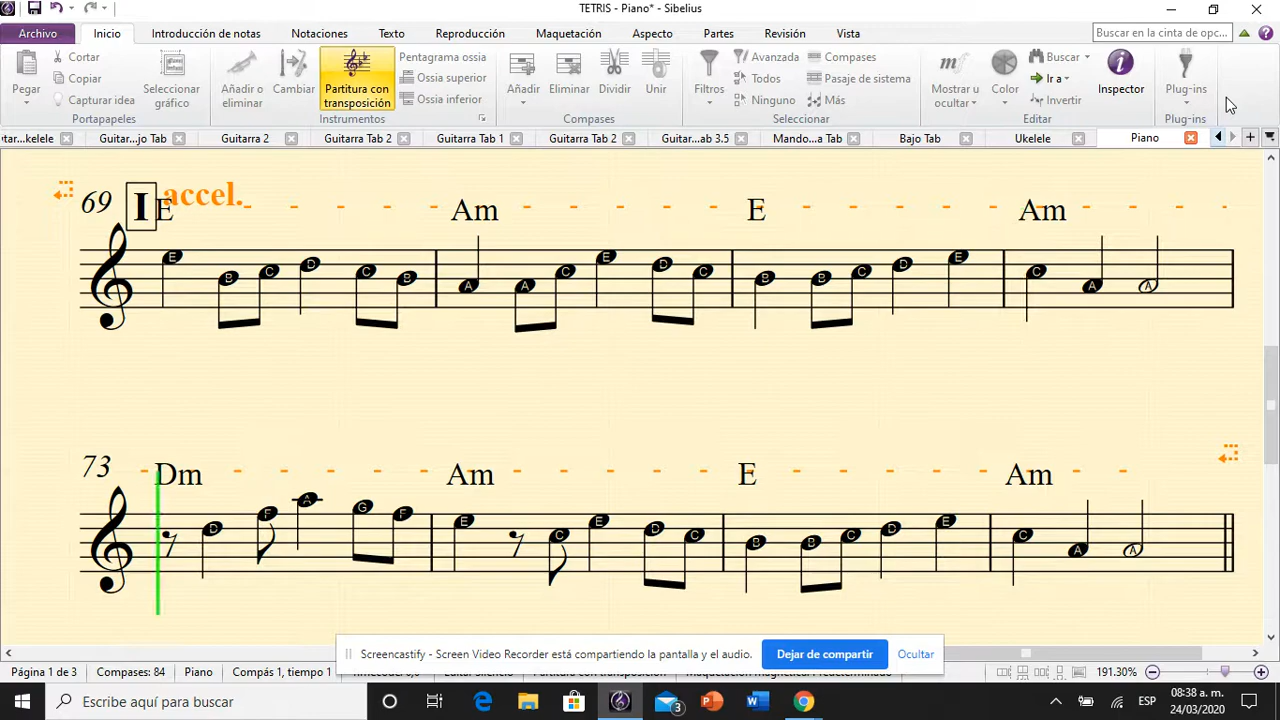 TETRIS - Piano* - Sibelius
Archivo Inicio Introducción de notas Notaciones Texto Reproducción Maquetación Aspecto Partes Revisión Vista Buscar en la cinta de opc...
Pegar Cortar Copiar Capturar idea Seleccionar gráfico Portapapeles
Añadir o eliminar Cambiar Partitura con transposición Pentagrama ossia Ossia superior Ossia inferior Instrumentos
Añadir Eliminar Dividir Unir Compases
Filtros Avanzada Todos Ninguno Compases Pasaje de sistema Más Seleccionar
Mostrar u ocultar Color Buscar Ir a Invertir Inspector Editar
Plug-ins Plug-ins
itar...kelele Guitar...jo Tab Guitarra 2 Guitarra Tab 2 Guitarra Tab 1 Guitarra Tab 2 Guitar...ab 3.5 Mando...a Tab Bajo Tab Ukelele Piano
69 I accel.
E Am E Am
E B C D C B A A C E D C B B C D E C A A
73 Dm Am E Am
D F A G F E C E D C B B C D E C A A
Screencastify - Screen Video Recorder está compartiendo la pantalla y el audio. Dejar de compartir Ocultar
Página 1 de 3 Compases: 84 Piano Compás 1, tiempo 1 191.30%
Escribe aquí para buscar 3 ESP 08:38 a. m.
24/03/2020